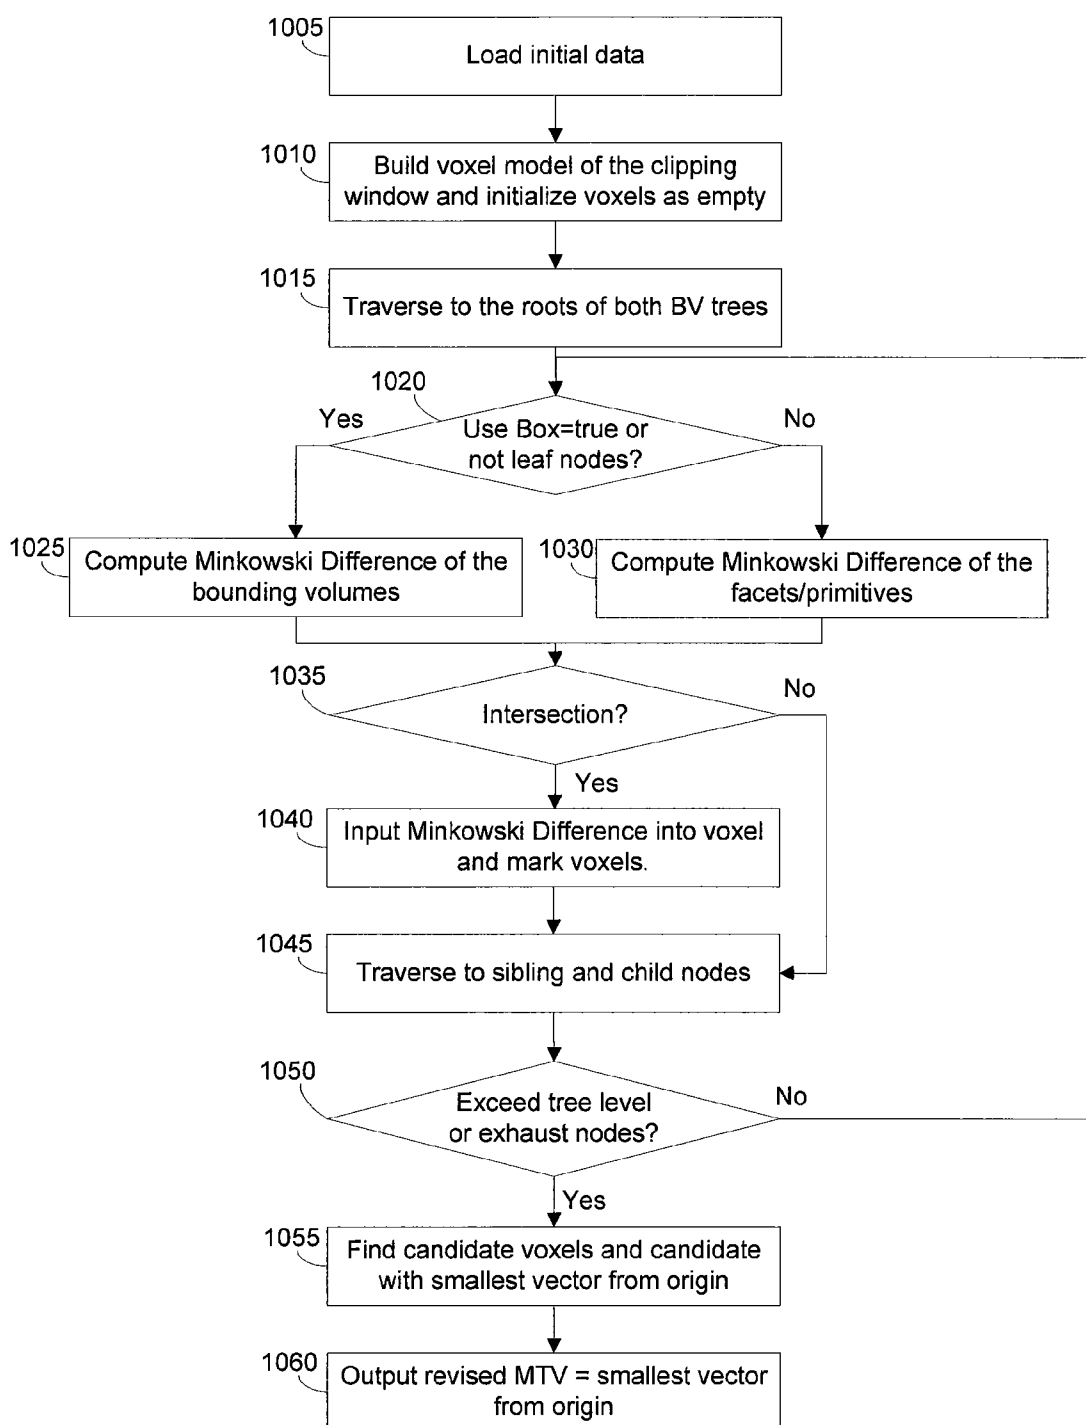 1005
Load initial data
1010
Build voxel model of the clipping
window and initialize voxels as empty
1015
Traverse to the roots of both BV trees
1020
Yes
No
Use Box=true or
not leaf nodes?
1025
Compute Minkowski Difference of the
bounding volumes
1030
Compute Minkowski Difference of the
facets/primitives
1035
No
Intersection?
Yes
1040
Input Minkowski Difference into voxel
and mark voxels.
1045
Traverse to sibling and child nodes
1050
No
Exceed tree level
or exhaust nodes?
Yes
1055
Find candidate voxels and candidate
with smallest vector from origin
1060
Output revised MTV = smallest vector
from origin